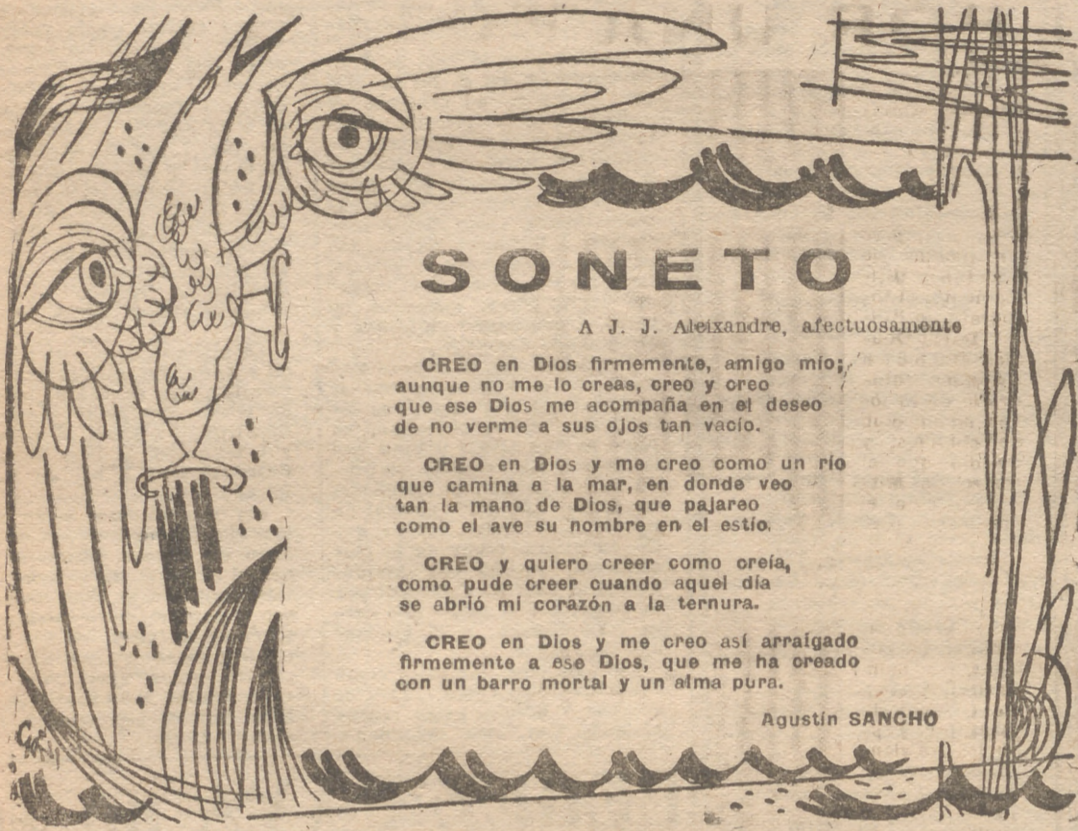 SONETO
A J. J. Aleixandre, afectuosamente
CREO en Dios firmemente, amigo mío;
aunque no me lo creas, creo y creo
que ese Dios me acompaña en el deseo
de no verme a sus ojos tan vacío.
CREO en Dios y me creo como un río
que camina a la mar, en donde veo
tan la mano de Dios, que pajareo
como el ave su nombre en el estío.
CREO y quiero creer como creía,
como pude creer cuando aquel día
se abrió mi corazón a la ternura.
CREO en Dios y me creo así arraigado
firmemente a ese Dios, que me ha creado
con un barro mortal y un alma pura.
Agustín SANCHO